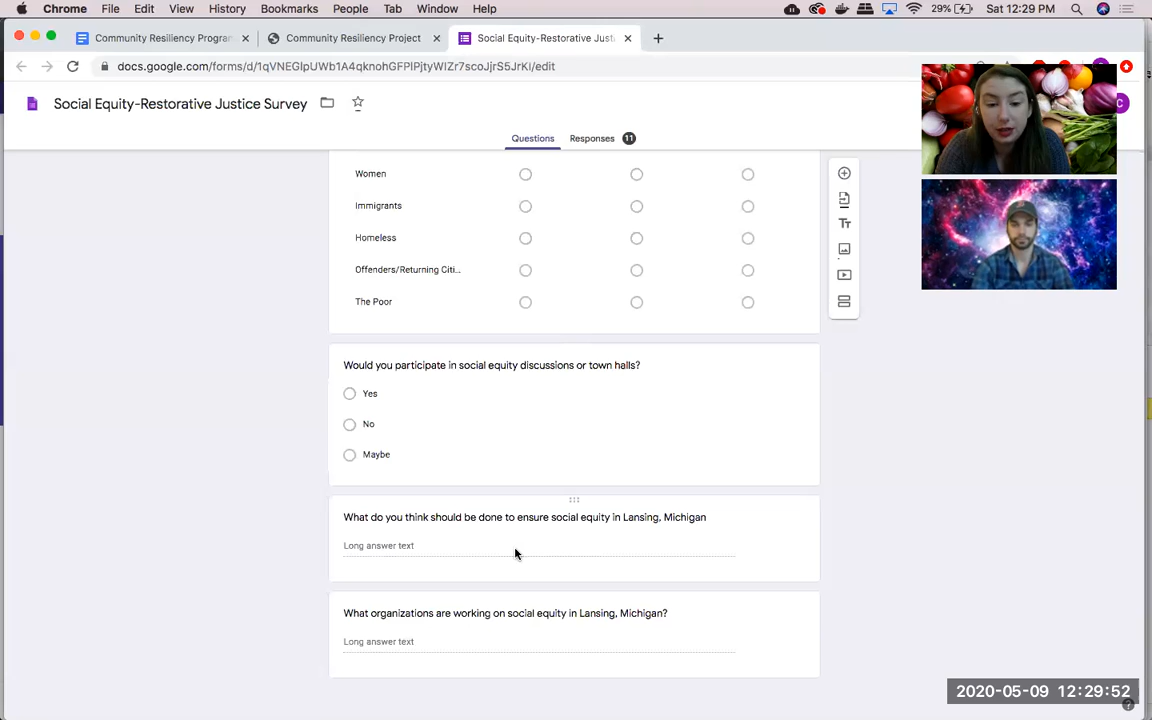 Chrome File Edit View History Bookmarks People Tab Window Help 29% Sat 12:29 PM
Community Resiliency Program
Community Resiliency Project
Social Equity-Restorative Just
docs.google.com/forms/d/1qVNEGlpUWb1A4qknohGFPlPjtyWlZr7scoJjrS5JrKi/edit
Social Equity-Restorative Justice Survey
C
Questions Responses 11
Women
Immigrants
Homeless
Offenders/Returning Citi...
The Poor
Would you participate in social equity discussions or town halls?
Yes
No
Maybe
What do you think should be done to ensure social equity in Lansing, Michigan
Long answer text
What organizations are working on social equity in Lansing, Michigan?
Long answer text
2020-05-09 12:29:52